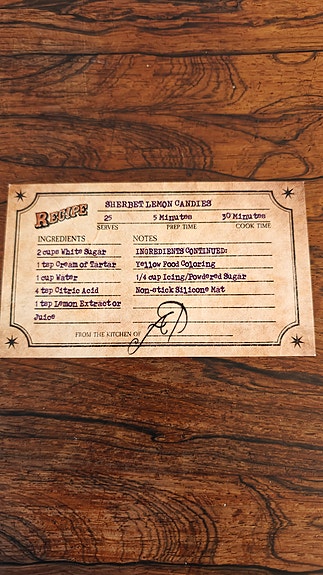 SHERBET LEMON CANDIES
RECIPE
25 5 Minutes 30 Minutes
SERVES PREP TIME COOK TIME
INGREDIENTS
2 cups White Sugar
1 tsp Cream of Tartar
1 cup Water
4 tsp Citric Acid
1 tsp Lemon Extract or
Juice
NOTES
INGREDIENTS CONTINUED:
Yellow Food Coloring
1/4 cup Icing/Powdered Sugar
Non-stick Silicone Mat
FROM THE KITCHEN OF